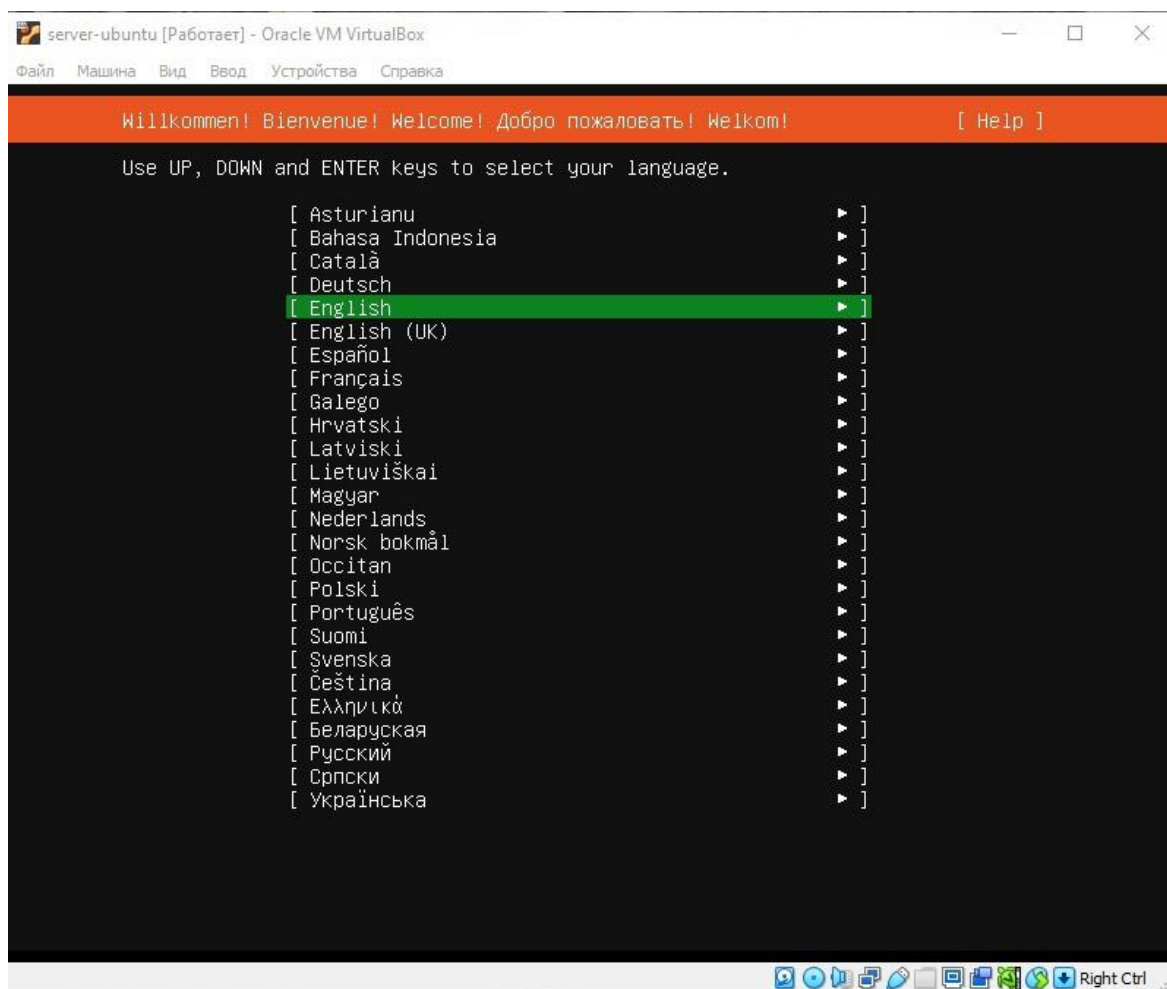 server-ubuntu [Работает] - Oracle VM VirtualBox
Файл Машина Вид Ввод Устройства Справка
Willkommen! Bienvenue! Welcome! Добро пожаловать! Welkom! [ Help ]
Use UP, DOWN and ENTER keys to select your language.
[ Asturianu ► ]
[ Bahasa Indonesia ► ]
[ Català ► ]
[ Deutsch ► ]
[ English ► ]
[ English (UK) ► ]
[ Español ► ]
[ Français ► ]
[ Galego ► ]
[ Hrvatski ► ]
[ Latviski ► ]
[ Lietuviškai ► ]
[ Magyar ► ]
[ Nederlands ► ]
[ Norsk bokmål ► ]
[ Occitan ► ]
[ Polski ► ]
[ Português ► ]
[ Suomi ► ]
[ Svenska ► ]
[ Čeština ► ]
[ Ελληνικά ► ]
[ Беларуская ► ]
[ Русский ► ]
[ Српски ► ]
[ Українська ► ]
Right Ctrl